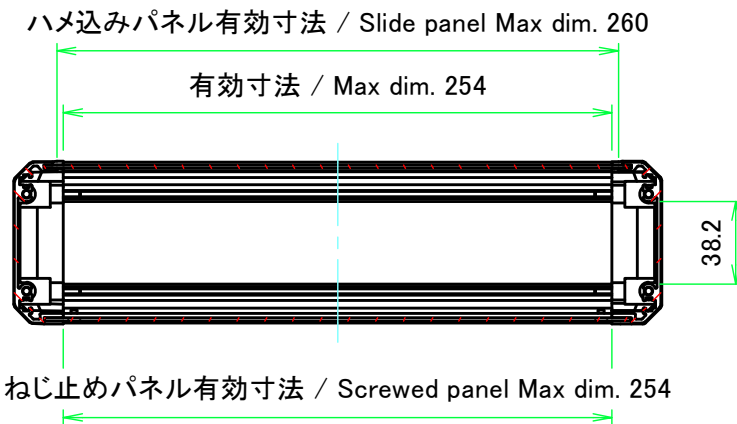 ハメ込みパネル有効寸法 / Slide panel Max dim. 260
有効寸法 / Max dim. 254
38.2
ねじ止めパネル有効寸法 / Screwed panel Max dim. 254